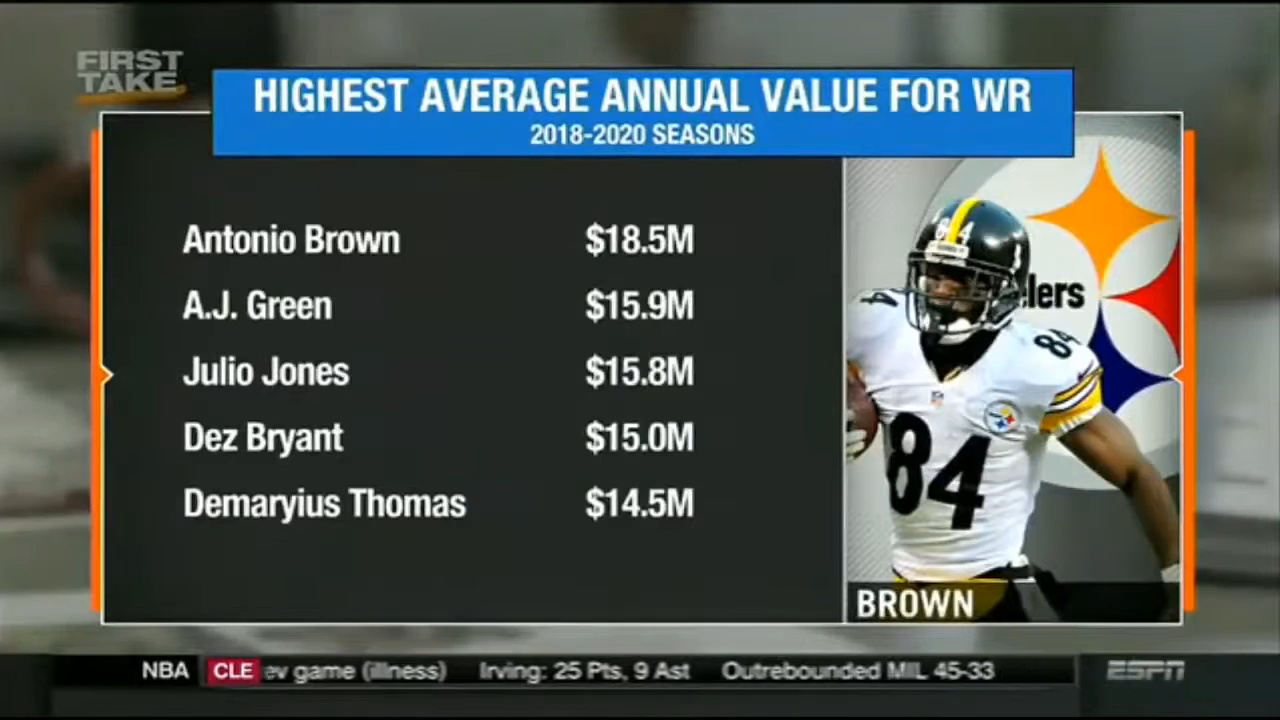 FIRST
TAKE
HIGHEST AVERAGE ANNUAL VALUE FOR WR
2018-2020 SEASONS
Antonio Brown $18.5M
A.J. Green $15.9M
Julio Jones $15.8M
Dez Bryant $15.0M
Demaryius Thomas $14.5M
84
84
84
BROWN
NBA CLE game (illness) Irving: 25 Pts, 9 Ast Outrebounded MIL 45-33 ESPN